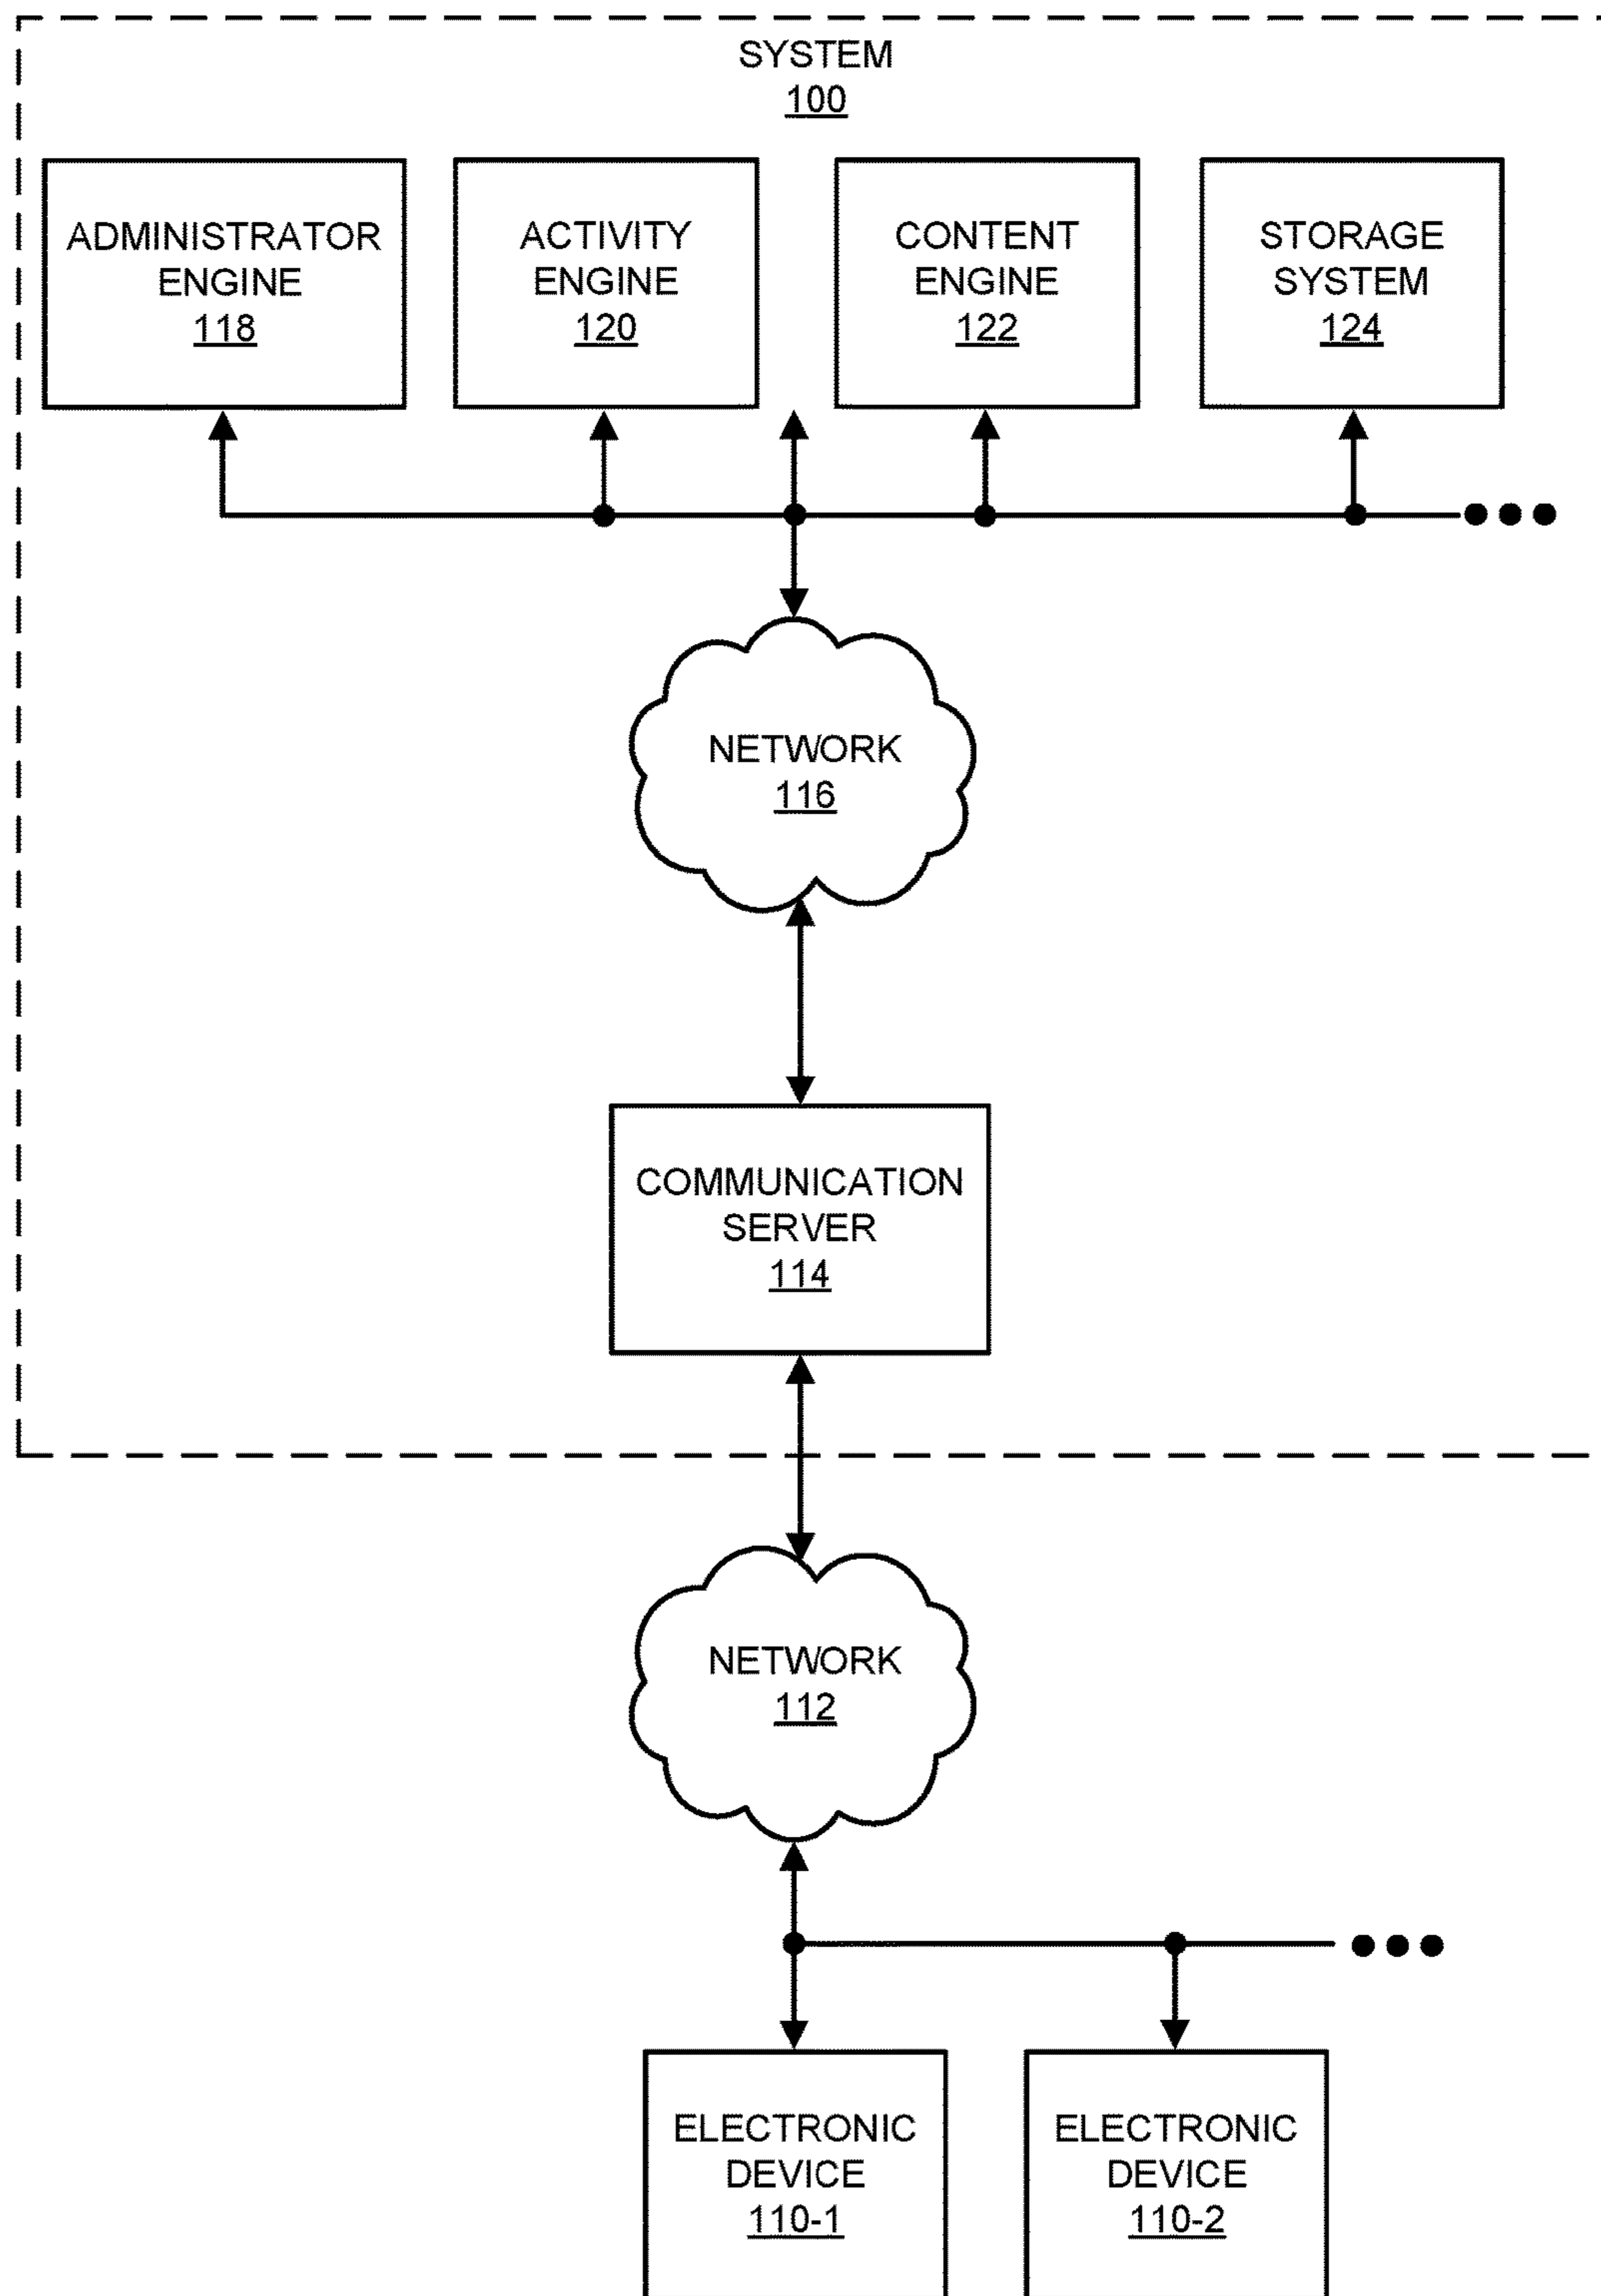 SYSTEM
100
ADMINISTRATOR
ENGINE
118
ACTIVITY
ENGINE
120
CONTENT
ENGINE
122
STORAGE
SYSTEM
124
NETWORK
116
COMMUNICATION
SERVER
114
NETWORK
112
ELECTRONIC
DEVICE
110-1
ELECTRONIC
DEVICE
110-2